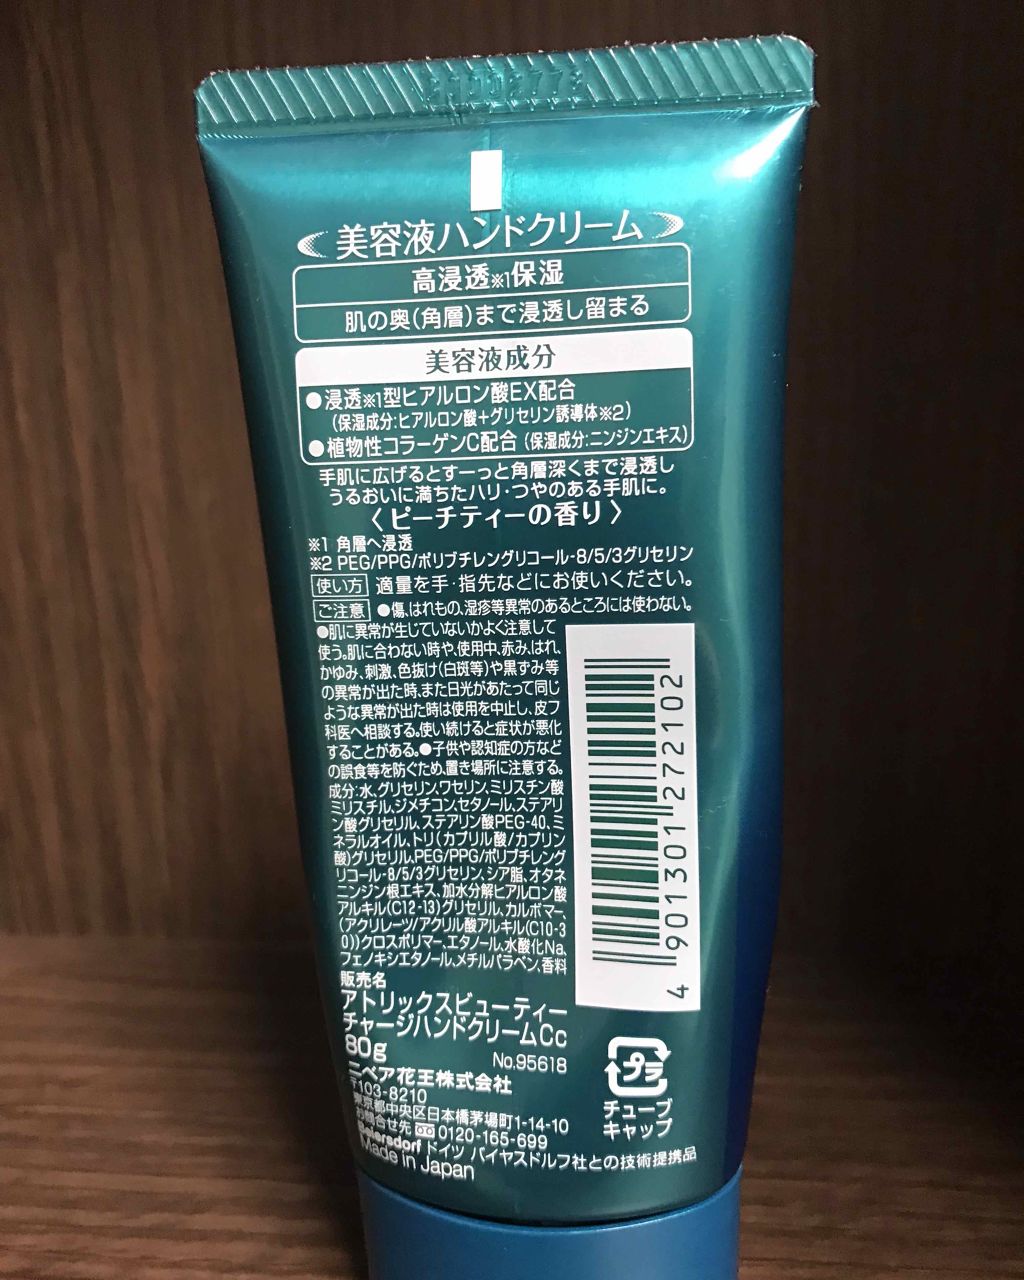 美容液ハンドクリーム
高浸透※1保湿
肌の奥(角層)まで浸透し留まる
美容液成分
●浸透※1型ヒアルロン酸EX配合
(保湿成分:ヒアルロン酸+グリセリン誘導体※2)
●植物性コラーゲンC配合(保湿成分:ニンジンエキス)
手肌に広げるとすーっと角層深くまで浸透し
うるおいに満ちたハリ・つやのある手肌に。
〈ピーチティーの香り〉
※1 角層へ浸透
※2 PEG/PPG/ポリブチレングリコール-8/5/3グリセリン
使い方 適量を手・指先などにお使いください。
ご注意 ●傷、はれもの、湿疹等異常のあるところには使わない。
●肌に異常が生じていないかよく注意して
使う。肌に合わない時や、使用中、赤み、はれ、
かゆみ、刺激、色抜け(白斑等)や黒ずみ等
の異常が出た時、また日光があたって同じ
ような異常が出た時は使用を中止し、皮フ
科医へ相談する。使い続けると症状が悪化
することがある。●子供や認知症の方など
の誤食等を防ぐため、置き場所に注意する。
成分:水、グリセリン、ワセリン、ミリスチン酸
ミリスチル、ジメチコン、セタノール、ステアリ
ン酸グリセリル、ステアリン酸PEG-40、ミ
ネラルオイル、トリ(カプリル酸/カプリン
酸)グリセリル、PEG/PPG/ポリブチレング
リコール-8/5/3グリセリン、シア脂、オタネ
ニンジン根エキス、加水分解ヒアルロン酸
アルキル(C12-13)グリセリル、カルボマー、
(アクリレーツ/アクリル酸アルキル(C10-3
0))クロスポリマー、エタノール、水酸化Na、
フェノキシエタノール、メチルパラベン、香料
販売名
アトリックスビューティー
チャージハンドクリームCc
80g
No.95618
ニベア花王株式会社
〒103-8210
東京都中央区日本橋茅場町1-14-10
お問合せ先 0120-165-699
Beiersdorf ドイツ バイヤスドルフ社との技術提携品
Made in Japan
4 901301 272102
プラ
チューブ
キャップ